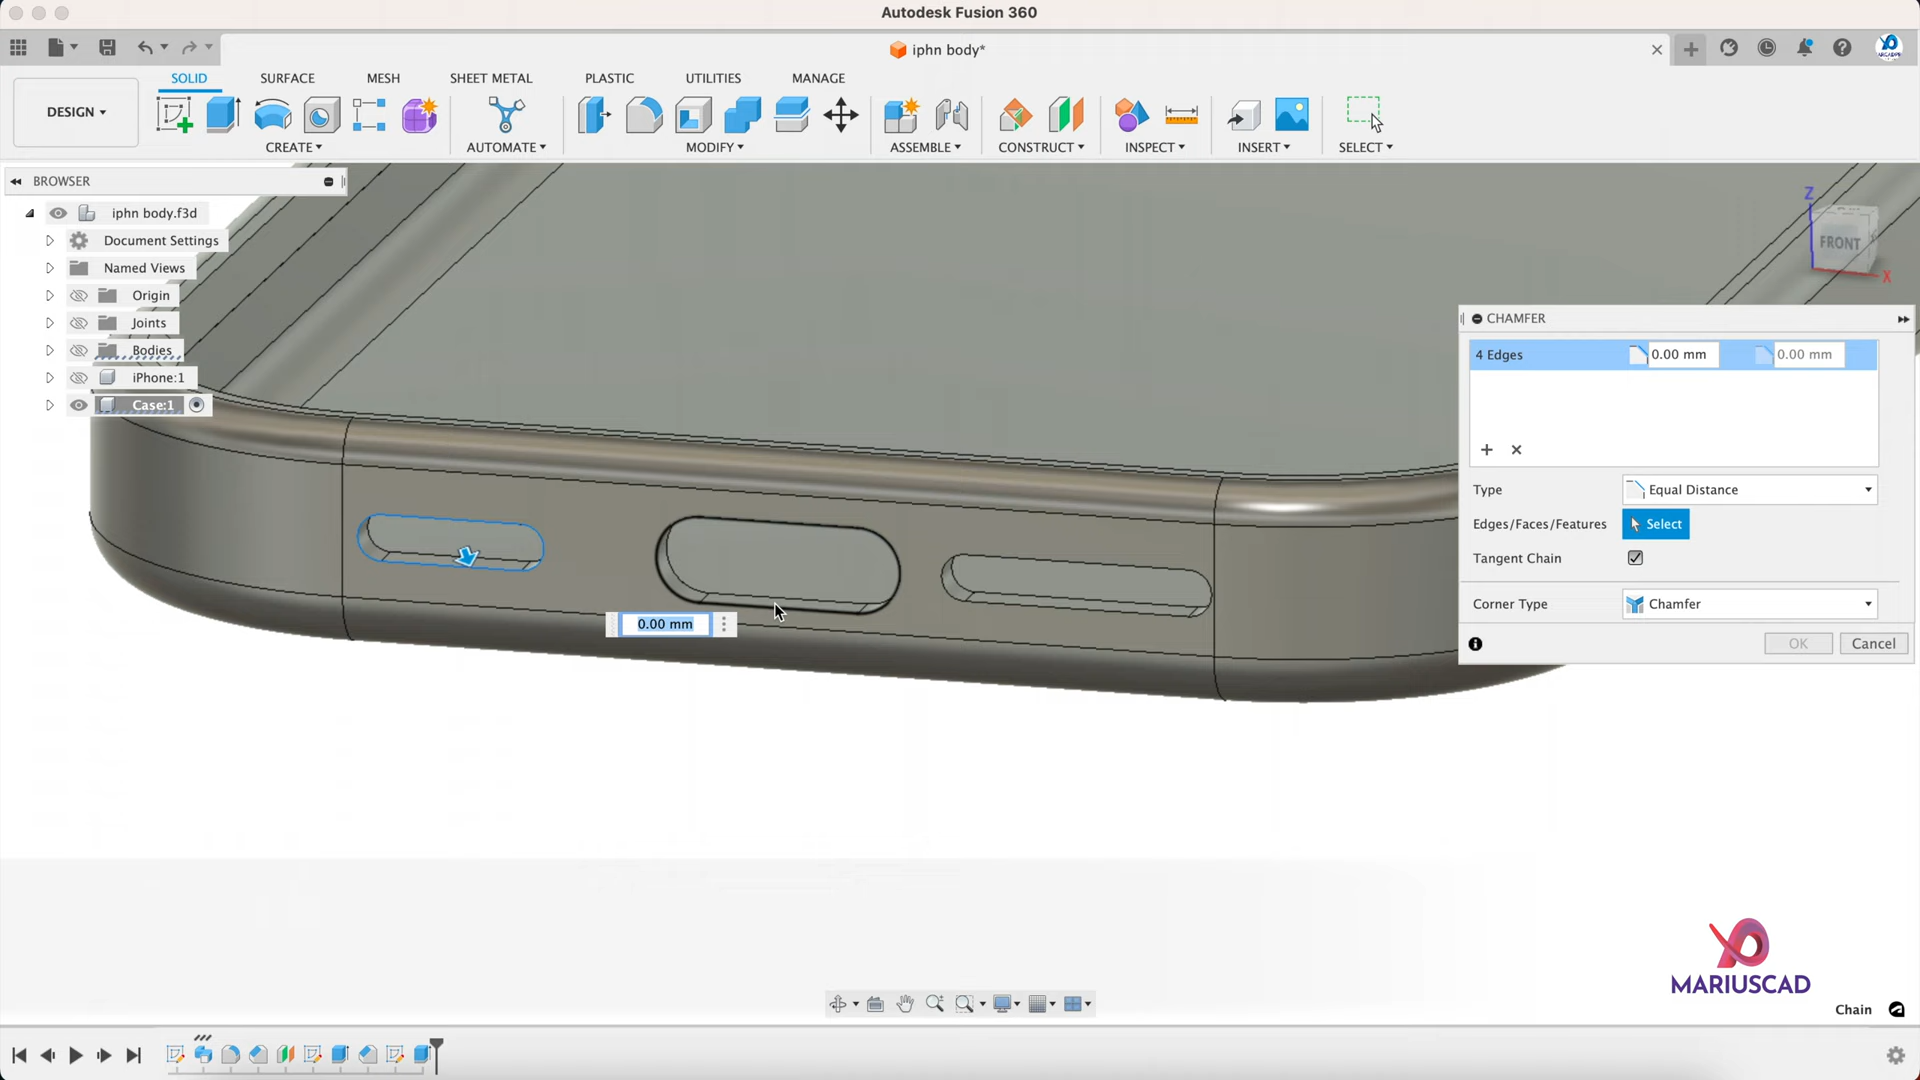 Autodesk Fusion 360
iphn body*
DESIGN
SOLID
SURFACE
MESH
SHEET METAL
PLASTIC
UTILITIES
MANAGE
CREATE
AUTOMATE
MODIFY
ASSEMBLE
CONSTRUCT
INSPECT
INSERT
SELECT
BROWSER
iphn body.f3d
Document Settings
Named Views
Origin
Joints
Bodies
iPhone:1
Case:1
Z
FRONT
X
CHAMFER
4 Edges 0.00 mm 0.00 mm
Type Equal Distance
Edges/Faces/Features Select
Tangent Chain
Corner Type Chamfer
OK Cancel
0.00 mm
MARIUSCAD
Chain